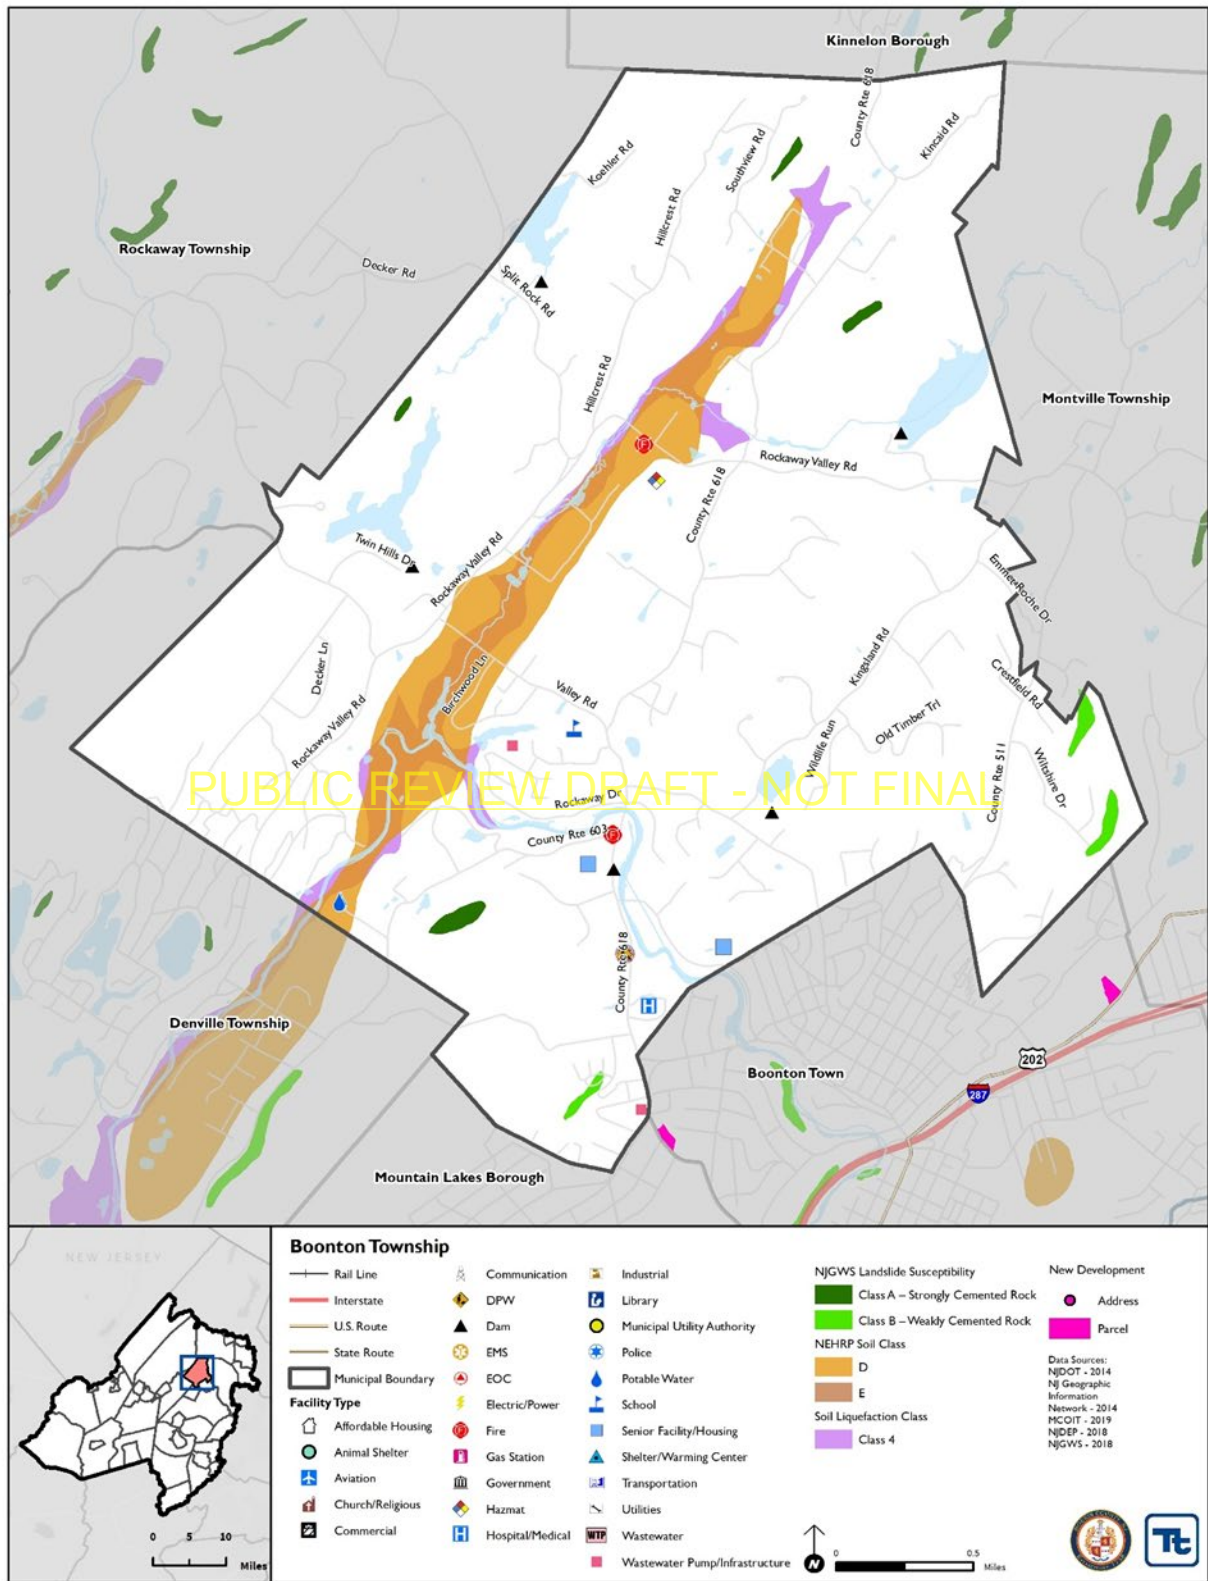 Kinnelon Borough
County Rte 618
Kincaid Rd
Southview Rd
Koehler Rd
Hillcrest Rd
Rockaway Township
Decker Rd
Split Rock Rd
Hillcrest Rd
Montville Township
Rockaway Valley Rd
County Rte 618
Twin Hills Dr
Rockaway Valley Rd
Emmer-Roche Dr
Kingsland Rd
Decker Ln
Birchwood Ln
Valley Rd
Crestfield Rd
Rockaway Valley Rd
Old Timber Trl
Wildlife Run
County Rte 511
Wiltshire Dr
PUBLIC REVIEW DRAFT - NOT FINAL
Rockaway Dr
County Rte 603
County Rte 618
Denville Township
202
287
Boonton Town
Mountain Lakes Borough
NEW JERSEY
0 5 10
Miles
Boonton Township
Rail Line
Interstate
U.S. Route
State Route
Municipal Boundary
Facility Type
Affordable Housing
Animal Shelter
Aviation
Church/Religious
Commercial
Communication
DPW
Dam
EMS
EOC
Electric/Power
Fire
Gas Station
Government
Hazmat
Hospital/Medical
Industrial
Library
Municipal Utility Authority
Police
Potable Water
School
Senior Facility/Housing
Shelter/Warming Center
Transportation
Utilities
WTP Wastewater
Wastewater Pump/Infrastructure
NJGWS Landslide Susceptibility
Class A – Strongly Cemented Rock
Class B – Weakly Cemented Rock
NEHRP Soil Class
D
E
Soil Liquefaction Class
Class 4
New Development
Address
Parcel
Data Sources:
NJDOT - 2014
NJ Geographic
Information
Network - 2014
MCOIT - 2019
NJDEP - 2018
NJGWS - 2018
N
0 0.5
Miles
Tt